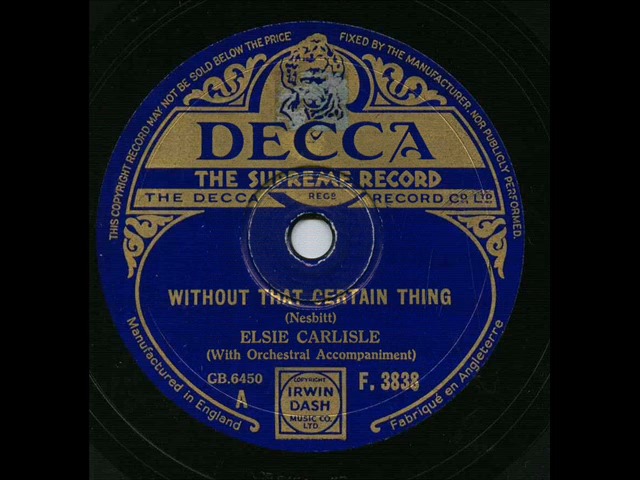 THIS COPYRIGHT RECORD MAY NOT BE SOLD BELOW THE PRICE FIXED BY THE MANUFACTURER, NOR PUBLICLY PERFORMED.
DECCA
THE SUPREME RECORD
THE DECCA REGD RECORD CO. LTD
WITHOUT THAT CERTAIN THING
(Nesbitt)
ELSIE CARLISLE
(With Orchestral Accompaniment)
GB.6450
F. 3838
A
COPYRIGHT
IRWIN
DASH
MUSIC CO.
LTD.
Manufactured in England
Fabriqué en Angleterre